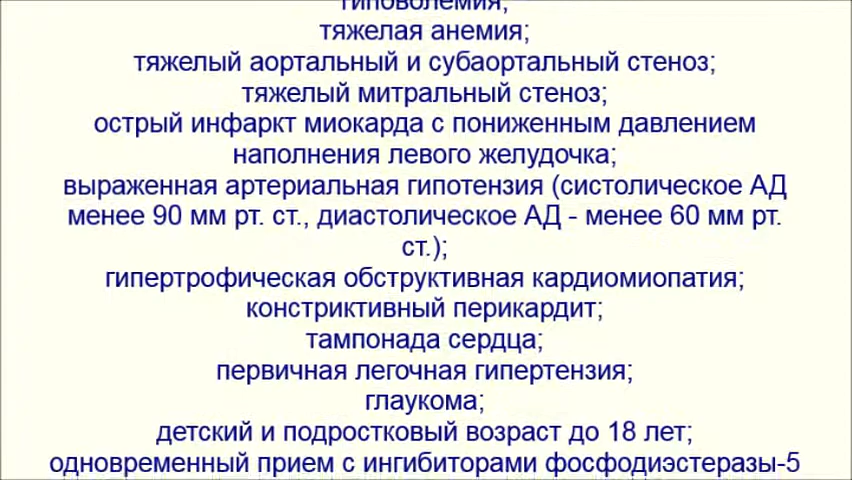 гиповолемия;
тяжелая анемия;
тяжелый аортальный и субаортальный стеноз;
тяжелый митральный стеноз;
острый инфаркт миокарда с пониженным давлением
наполнения левого желудочка;
выраженная артериальная гипотензия (систолическое АД
менее 90 мм рт. ст., диастолическое АД - менее 60 мм рт.
ст.);
гипертрофическая обструктивная кардиомиопатия;
констриктивный перикардит;
тампонада сердца;
первичная легочная гипертензия;
глаукома;
детский и подростковый возраст до 18 лет;
одновременный прием с ингибиторами фосфодиэстеразы-5